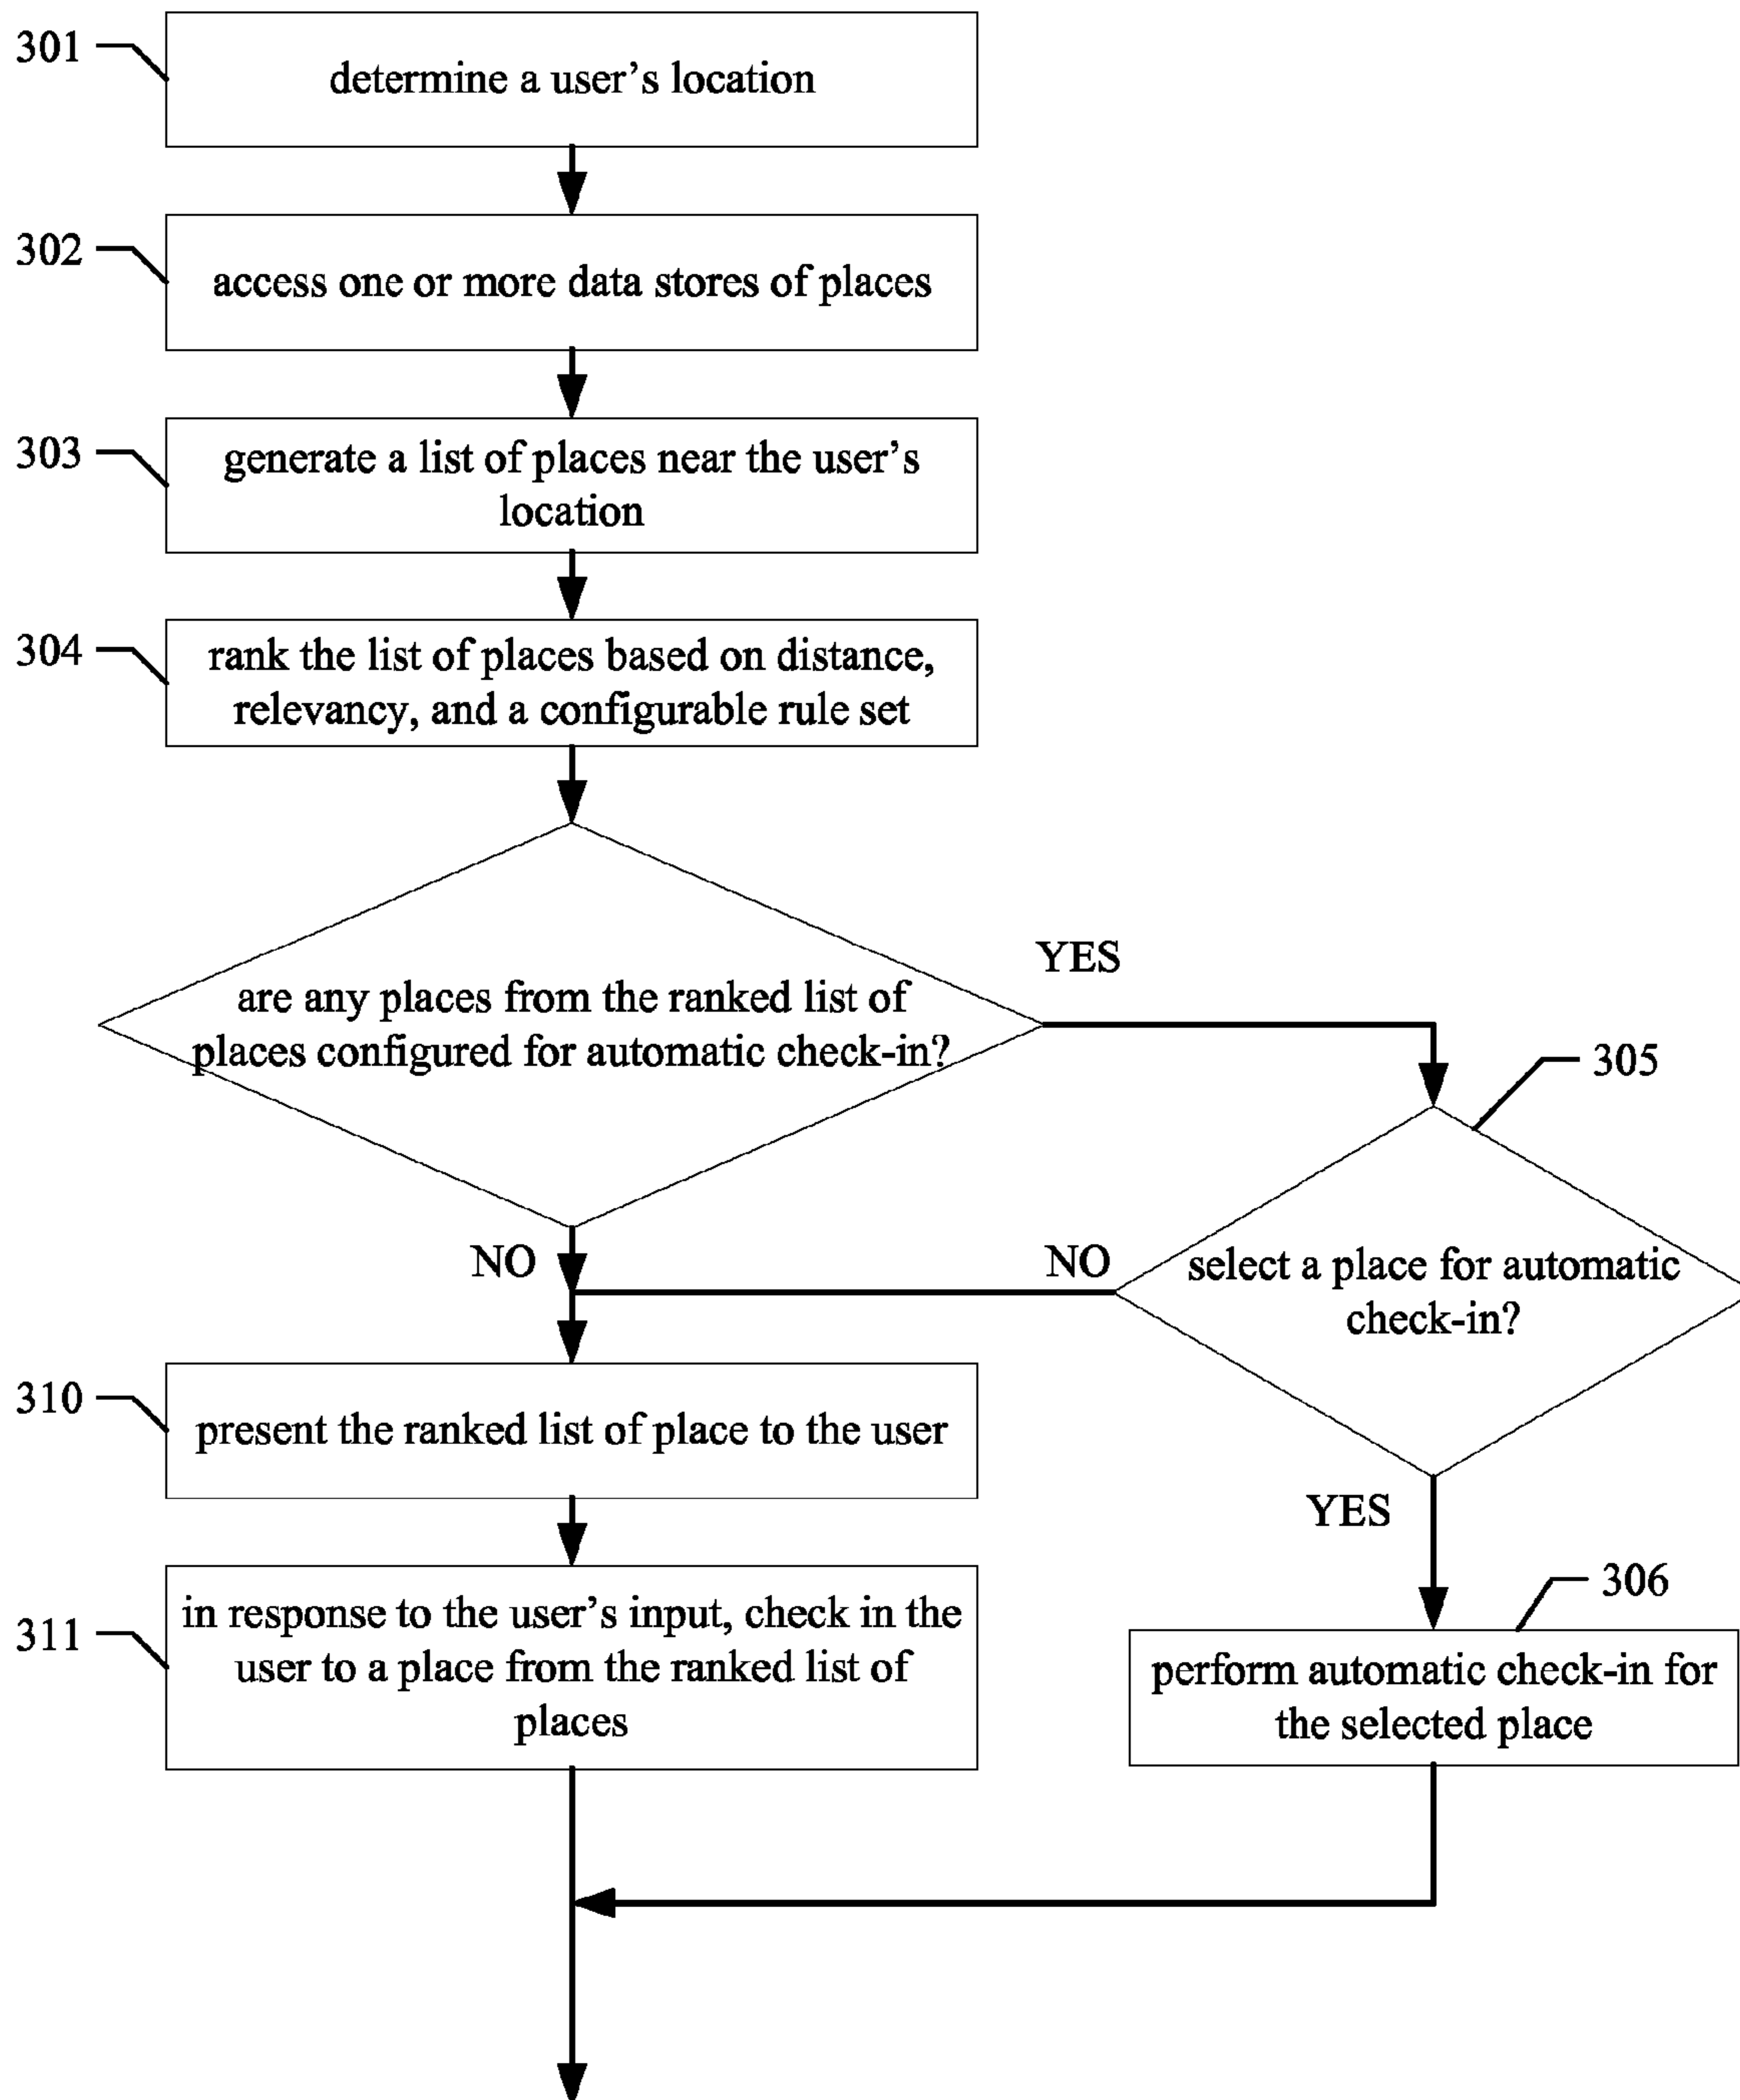 301
determine a user's location
302
access one or more data stores of places
303
generate a list of places near the user's
location
304
rank the list of places based on distance,
relevancy, and a configurable rule set
are any places from the ranked list of
places configured for automatic check-in?
YES
305
select a place for automatic
check-in?
NO
NO
310
present the ranked list of place to the user
YES
311
in response to the user's input, check in the
user to a place from the ranked list of
places
306
perform automatic check-in for
the selected place